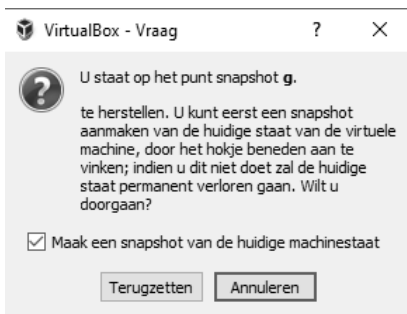 VirtualBox - Vraag ? ×
U staat op het punt snapshot g.
te herstellen. U kunt eerst een snapshot
aanmaken van de huidige staat van de virtuele
machine, door het hokje beneden aan te
vinken; indien u dit niet doet zal de huidige
staat permanent verloren gaan. Wilt u
doorgaan?
Maak een snapshot van de huidige machinestaat
Terugzetten Annuleren